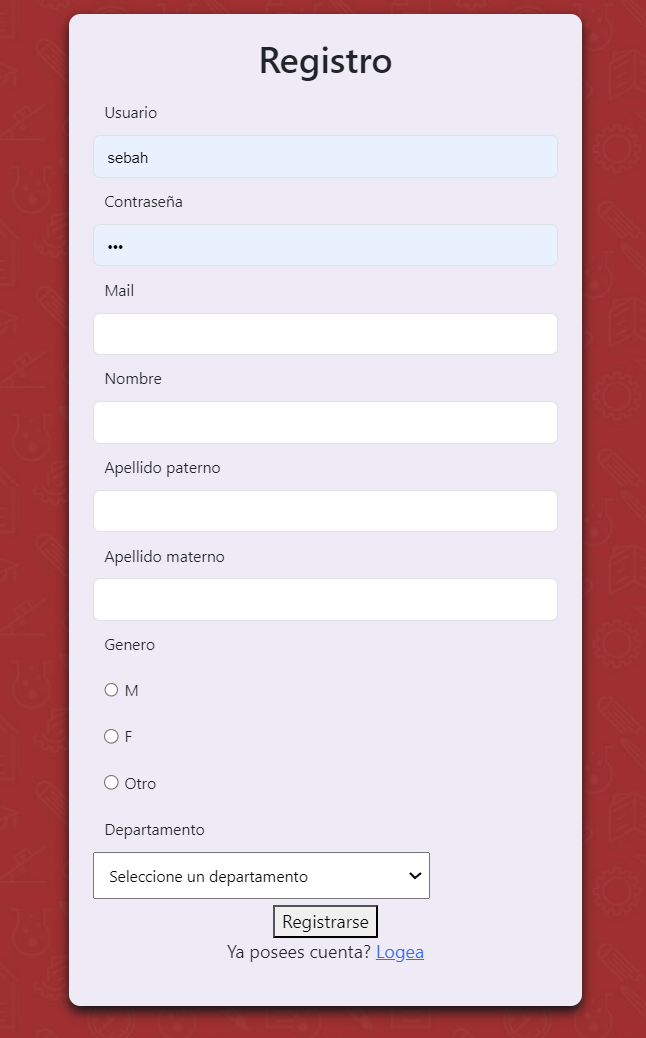 Registro
Usuario
sebah
Contraseña
•••
Mail
Nombre
Apellido paterno
Apellido materno
Genero
M
F
Otro
Departamento
Seleccione un departamento
Registrarse
Ya posees cuenta? Logea